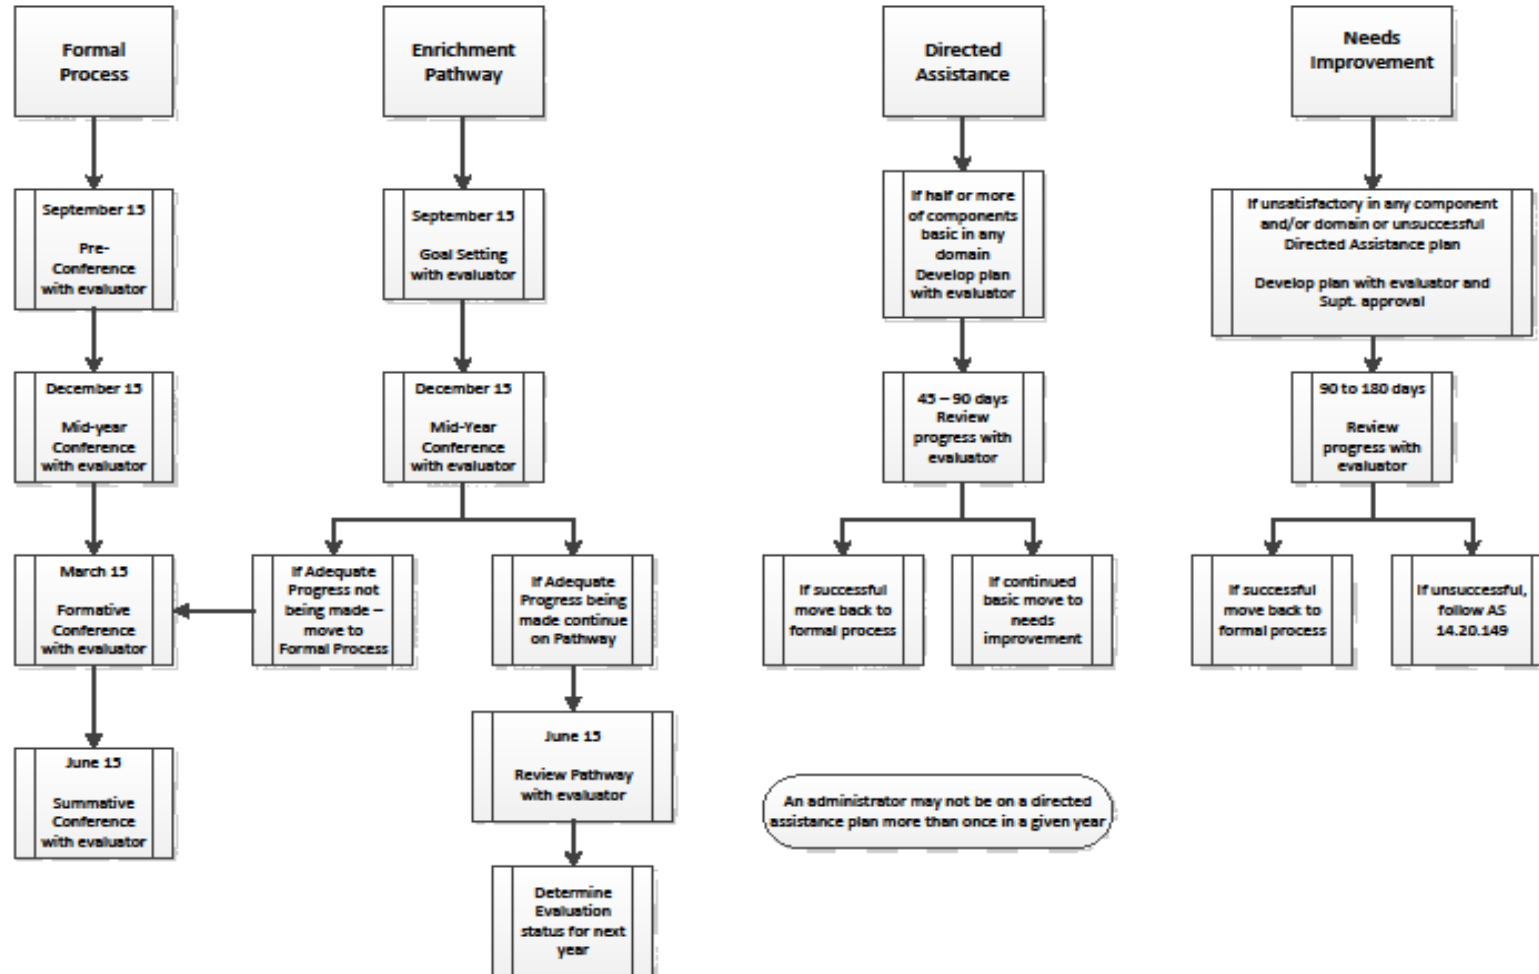 Formal
Process
September 15
Pre-
Conference
with evaluator
December 15
Mid-year
Conference
with evaluator
March 15
Formative
Conference
with evaluator
June 15
Summative
Conference
with evaluator
Enrichment
Pathway
September 15
Goal Setting
with evaluator
December 15
Mid-Year
Conference
with evaluator
If Adequate
Progress not
being made –
move to
Formal Process
If Adequate
Progress being
made continue
on Pathway
June 15
Review Pathway
with evaluator
Determine
Evaluation
status for next
year
Directed
Assistance
If half or more
of components
basic in any
domain
Develop plan
with evaluator
45 – 90 days
Review
progress with
evaluator
If successful
move back to
formal process
If continued
basic move to
needs
improvement
An administrator may not be on a directed
assistance plan more than once in a given year
Needs
Improvement
If unsatisfactory in any component
and/or domain or unsuccessful
Directed Assistance plan
Develop plan with evaluator and
Supt. approval
90 to 180 days
Review
progress with
evaluator
If successful
move back to
formal process
If unsuccessful,
follow AS
14.20.149